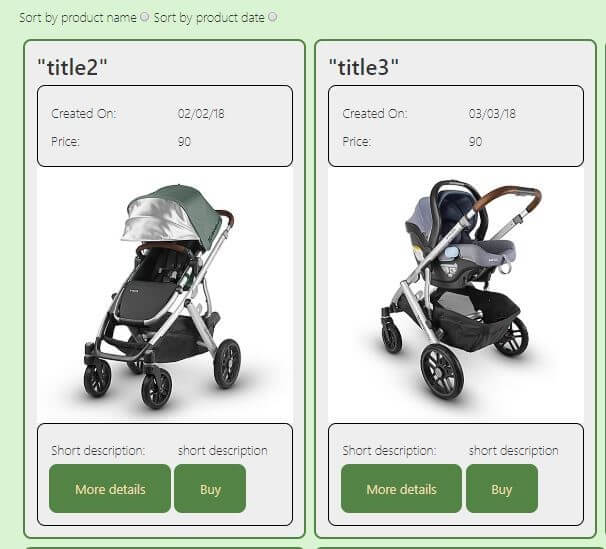 Sort by product name Sort by product date
"title2"
Created On: 02/02/18
Price: 90
Short description: short description
More details Buy
"title3"
Created On: 03/03/18
Price: 90
Short description: short description
More details Buy